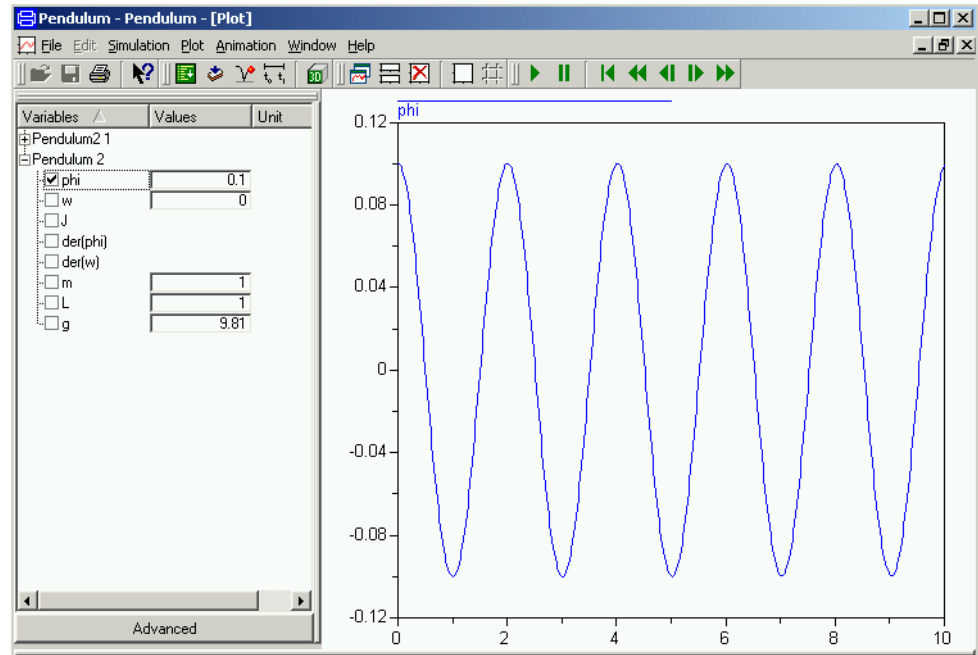 Pendulum - Pendulum - [Plot]
File Edit Simulation Plot Animation Window Help
3D
Variables Values Unit
Pendulum2 1
Pendulum 2
phi 0.1
w 0
J
der(phi)
der(w)
m 1
L 1
g 9.81
Advanced
phi
0.12
0.08
0.04
0
-0.04
-0.08
-0.12
0 2 4 6 8 10